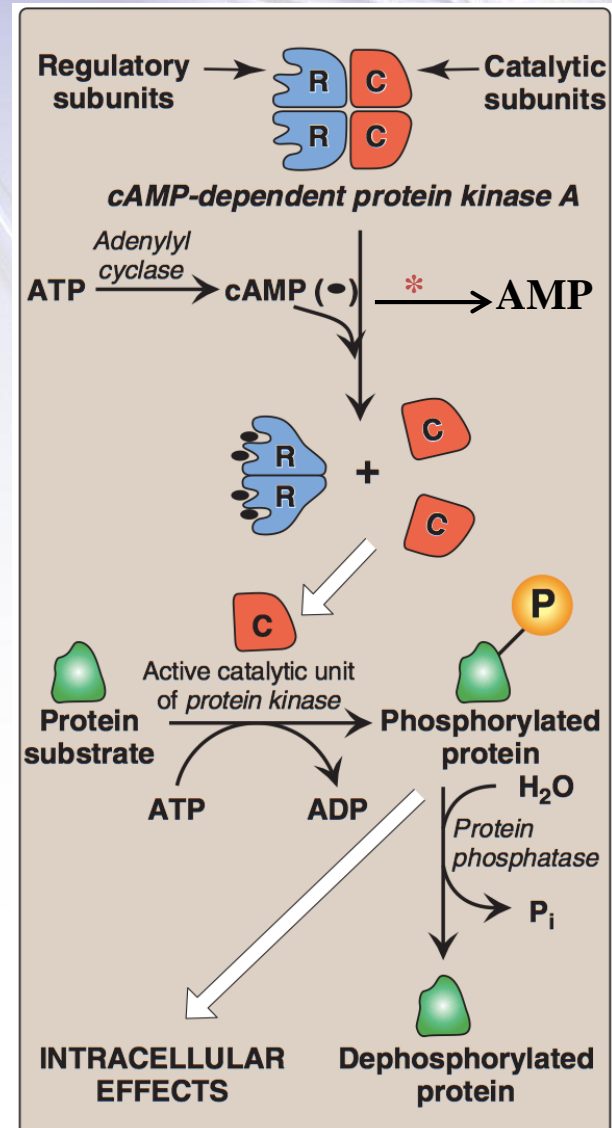 Regulatory
subunits
R
C
R
C
Catalytic
subunits
cAMP-dependent protein kinase A
Adenylyl
cyclase
ATP
cAMP (•)
*
AMP
R
R
+
C
C
C
Active catalytic unit
of protein kinase
P
Protein
substrate
Phosphorylated
protein
ATP
ADP
H₂O
Protein
phosphatase
Pᵢ
INTRACELLULAR
EFFECTS
Dephosphorylated
protein